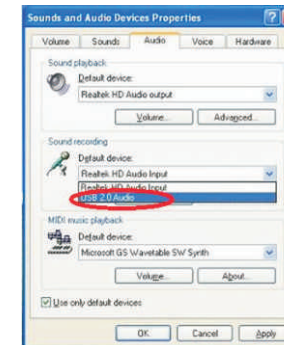 Sounds and Audio Devices Properties
?
Volume Sounds Audio Voice Hardware
Sound playback
Default device:
Realtek HD Audio output
Volume... Advanced...
Sound recording
Default device:
Realtek HD Audio Input
Realtek HD Audio Input
USB 2.0 Audio
MIDI music playback
Default device:
Microsoft GS Wavetable SW Synth
Volume... About...
Use only default devices
OK Cancel Apply